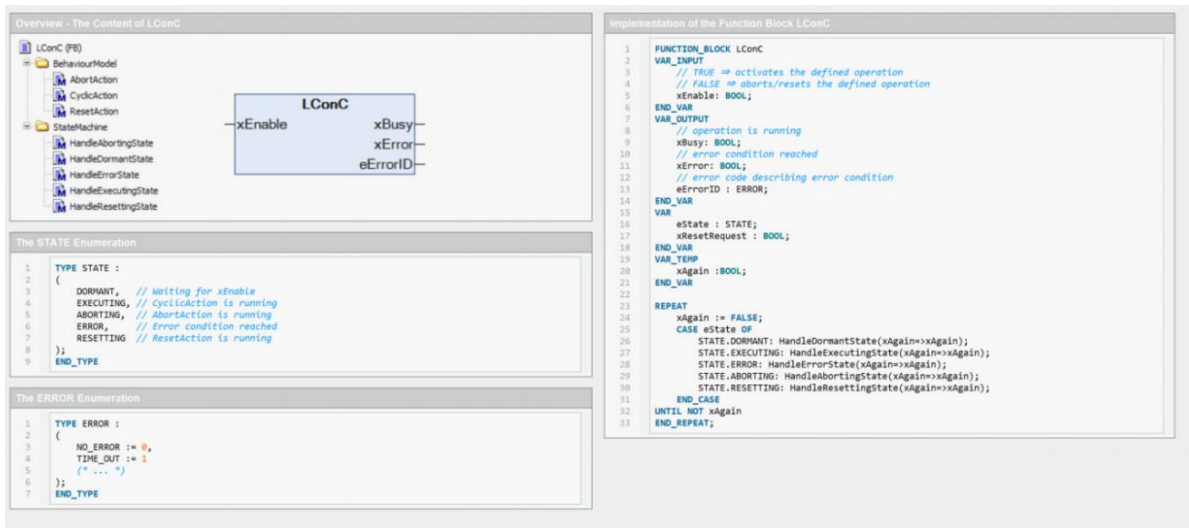 Overview - The Content of LConC
LConC (FB)
BehaviourModel
AbortAction
CyclicAction
ResetAction
StateMachine
HandleAbortingState
HandleDormantState
HandleErrorState
HandleExecutingState
HandleResettingState
LConC
xEnable
xBusy
xError
eErrorID
The STATE Enumeration
1 TYPE STATE :
2 (
3 DORMANT, // Waiting for xEnable
4 EXECUTING, // CyclicAction is running
5 ABORTING, // AbortAction is running
6 ERROR, // Error condition reached
7 RESETTING // ResetAction is running
8 );
9 END_TYPE
The ERROR Enumeration
1 TYPE ERROR :
2 (
3 NO_ERROR := 0,
4 TIME_OUT := 1
5 (* ... *)
6 );
7 END_TYPE
Implementation of the Function Block LConC
1 FUNCTION_BLOCK LConC
2 VAR_INPUT
3 // TRUE ⇒ activates the defined operation
4 // FALSE ⇒ aborts/resets the defined operation
5 xEnable: BOOL;
6 END_VAR
7 VAR_OUTPUT
8 // operation is running
9 xBusy: BOOL;
10 // error condition reached
11 xError: BOOL;
12 // error code describing error condition
13 eErrorID : ERROR;
14 END_VAR
15 VAR
16 eState : STATE;
17 xResetRequest : BOOL;
18 END_VAR
19 VAR_TEMP
20 xAgain :BOOL;
21 END_VAR
22
23 REPEAT
24 xAgain := FALSE;
25 CASE eState OF
26 STATE.DORMANT: HandleDormantState(xAgain=>xAgain);
27 STATE.EXECUTING: HandleExecutingState(xAgain=>xAgain);
28 STATE.ERROR: HandleErrorState(xAgain=>xAgain);
29 STATE.ABORTING: HandleAbortingState(xAgain=>xAgain);
30 STATE.RESETTING: HandleResettingState(xAgain=>xAgain);
31 END_CASE
32 UNTIL NOT xAgain
33 END_REPEAT;